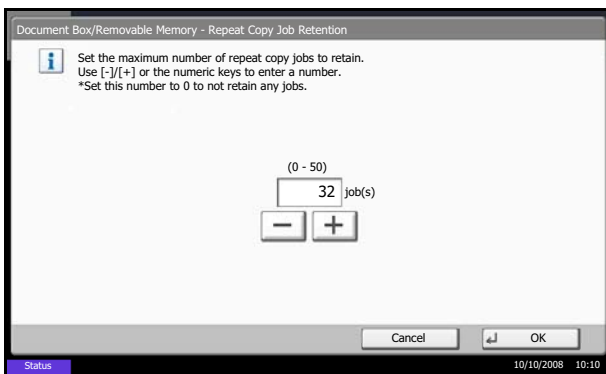 Document Box/Removable Memory - Repeat Copy Job Retention
Set the maximum number of repeat copy jobs to retain.
Use [-]/[+] or the numeric keys to enter a number.
*Set this number to 0 to not retain any jobs.
(0 - 50)
32 job(s)
Cancel OK
Status 10/10/2008 10:10